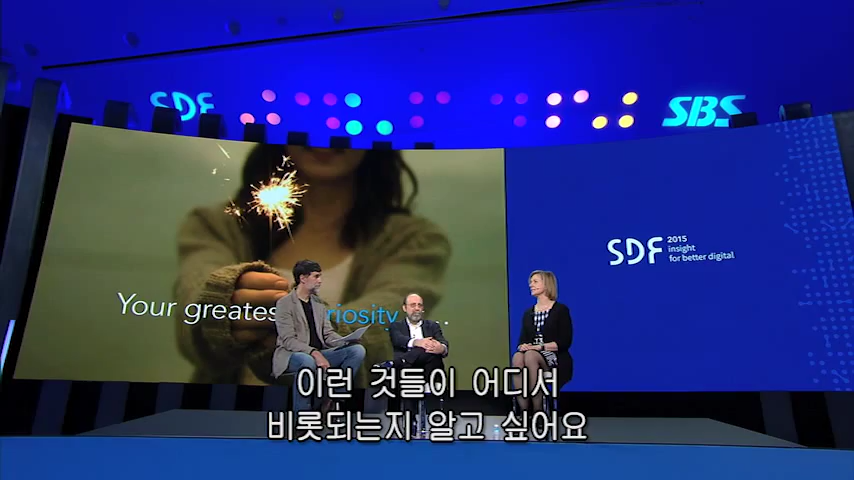 SDF
SBS
SDF 2015
insight
for better digital
Your greatest
이런 것들이 어디서
비롯되는지 알고 싶어요